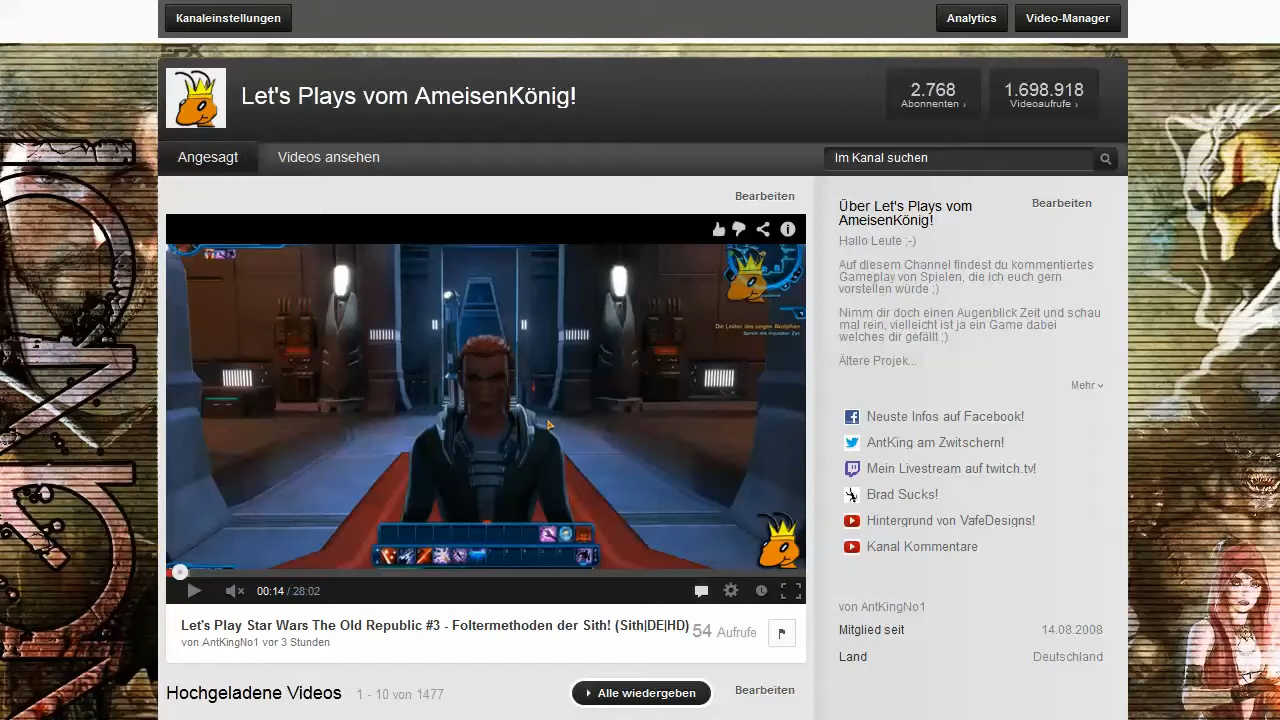 Kanaleinstellungen
Analytics
Video-Manager
Let's Plays vom AmeisenKönig!
2.768
Abonnenten ›
1.698.918
Videoaufrufe ›
Angesagt
Videos ansehen
Im Kanal suchen
Bearbeiten
Über Let's Plays vom
AmeisenKönig!
Bearbeiten
Hallo Leute ;-)
Auf diesem Channel findest du kommentiertes
Gameplay von Spielen, die ich euch gern
vorstellen würde ;)
Nimm dir doch einen Augenblick Zeit und schau
mal rein, vielleicht ist ja ein Game dabei
welches dir gefällt ;)
Ältere Projek...
Mehr
Neuste Infos auf Facebook!
AntKing am Zwitschern!
Mein Livestream auf twitch.tv!
Brad Sucks!
Hintergrund von VafeDesigns!
Kanal Kommentare
00:14 / 28:02
Let's Play Star Wars The Old Republic #3 - Foltermethoden der Sith! (Sith|DE|HD)
von AntKingNo1 vor 3 Stunden
54 Aufrufe
von AntKingNo1
Mitglied seit
14.08.2008
Land
Deutschland
Hochgeladene Videos
1 - 10 von 1477
Alle wiedergeben
Bearbeiten